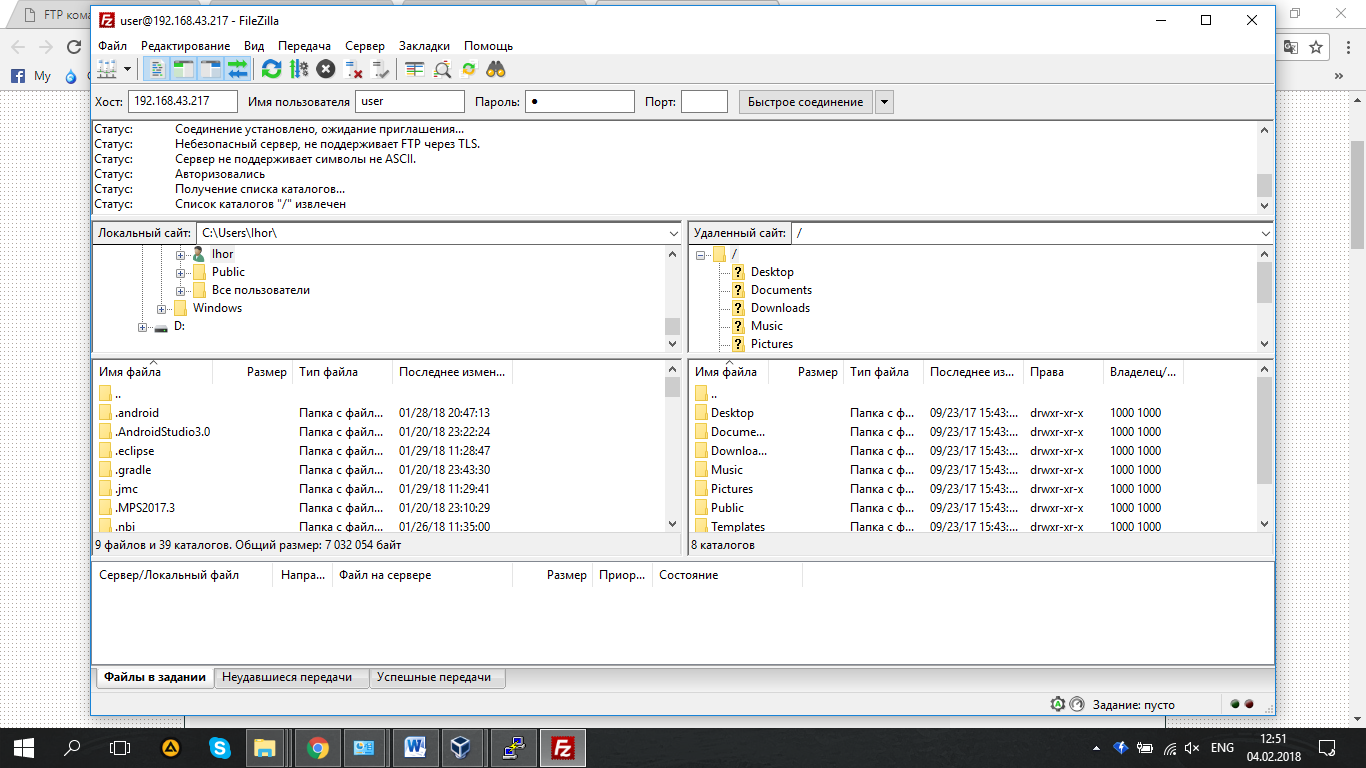 FTP кома
user@192.168.43.217 - FileZilla
My
Файл Редактирование Вид Передача Сервер Закладки Помощь
Хост: 192.168.43.217 Имя пользователя user Пароль: ● Порт: Быстрое соединение
Статус: Соединение установлено, ожидание приглашения...
Статус: Небезопасный сервер, не поддерживает FTP через TLS.
Статус: Сервер не поддерживает символы не ASCII.
Статус: Авторизовались
Статус: Получение списка каталогов...
Статус: Список каталогов "/" извлечен
Локальный сайт: C:\Users\Ihor\
Ihor
Public
Все пользователи
Windows
D:
Удаленный сайт: /
/
Desktop
Documents
Downloads
Music
Pictures
Имя файла Размер Тип файла Последнее измен...
..
.android Папка с файл... 01/28/18 20:47:13
.AndroidStudio3.0 Папка с файл... 01/20/18 23:22:24
.eclipse Папка с файл... 01/29/18 11:28:47
.gradle Папка с файл... 01/20/18 23:43:30
.jmc Папка с файл... 01/29/18 11:29:41
.MPS2017.3 Папка с файл... 01/20/18 23:10:29
.nbi Папка с файл... 01/26/18 11:35:00
9 файлов и 39 каталогов. Общий размер: 7 032 054 байт
Имя файла Размер Тип файла Последнее из... Права Владелец/...
..
Desktop Папка с ф... 09/23/17 15:43:... drwxr-xr-x 1000 1000
Docume... Папка с ф... 09/23/17 15:43:... drwxr-xr-x 1000 1000
Downloa... Папка с ф... 09/23/17 15:43:... drwxr-xr-x 1000 1000
Music Папка с ф... 09/23/17 15:43:... drwxr-xr-x 1000 1000
Pictures Папка с ф... 09/23/17 15:43:... drwxr-xr-x 1000 1000
Public Папка с ф... 09/23/17 15:43:... drwxr-xr-x 1000 1000
Templates Папка с ф... 09/23/17 15:43:... drwxr-xr-x 1000 1000
8 каталогов
Сервер/Локальный файл Напра... Файл на сервере Размер Приор... Состояние
Файлы в задании Неудавшиеся передачи Успешные передачи
Задание: пусто
ENG
12:51
04.02.2018